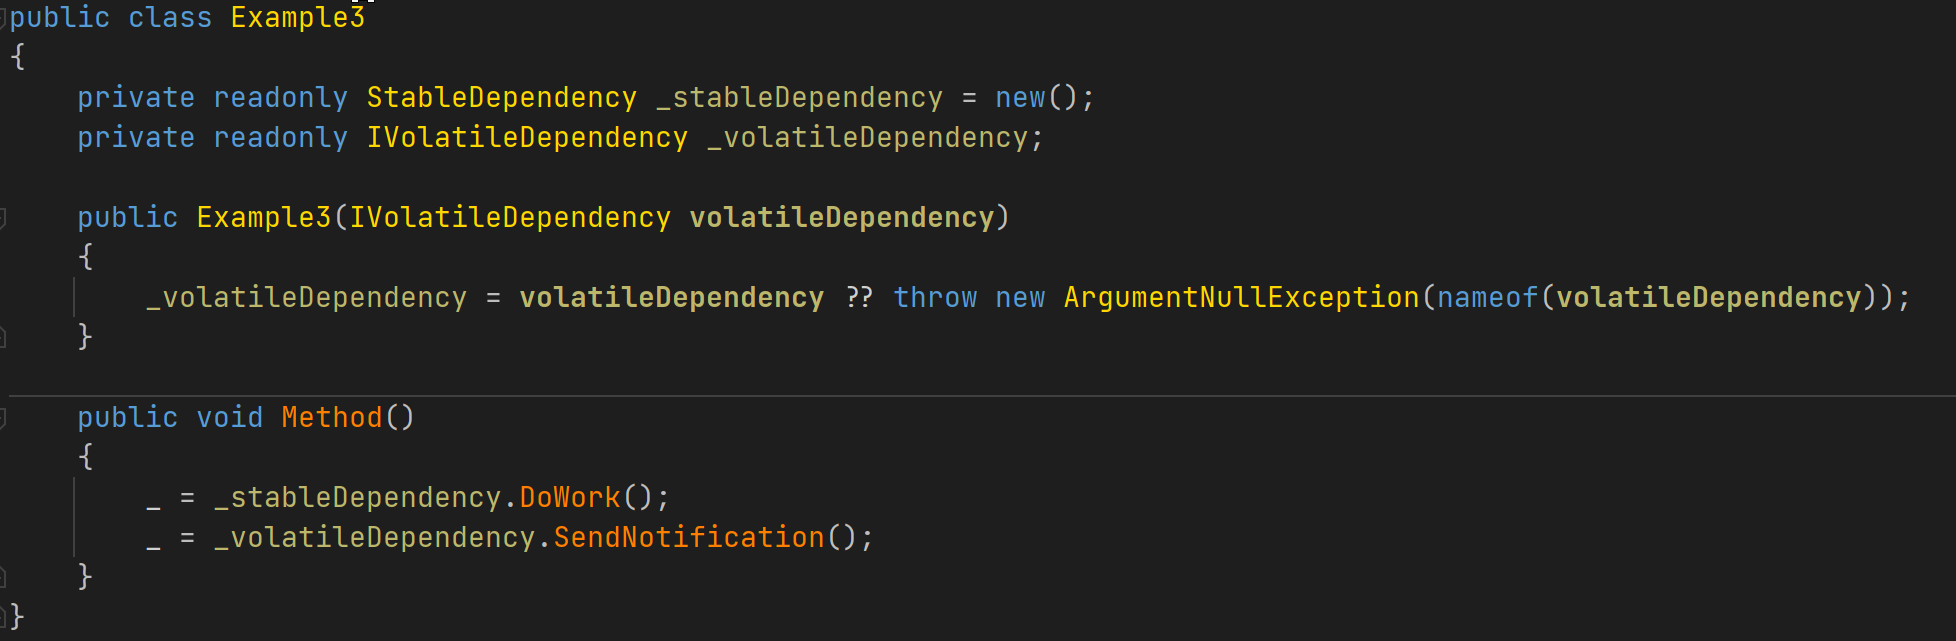 public class Example3
{
    private readonly StableDependency _stableDependency = new();
    private readonly IVolatileDependency _volatileDependency;
    public Example3(IVolatileDependency volatileDependency)
    {
        _volatileDependency = volatileDependency ?? throw new ArgumentNullException(nameof(volatileDependency));
    }
    public void Method()
    {
        _ = _stableDependency.DoWork();
        _ = _volatileDependency.SendNotification();
    }
}